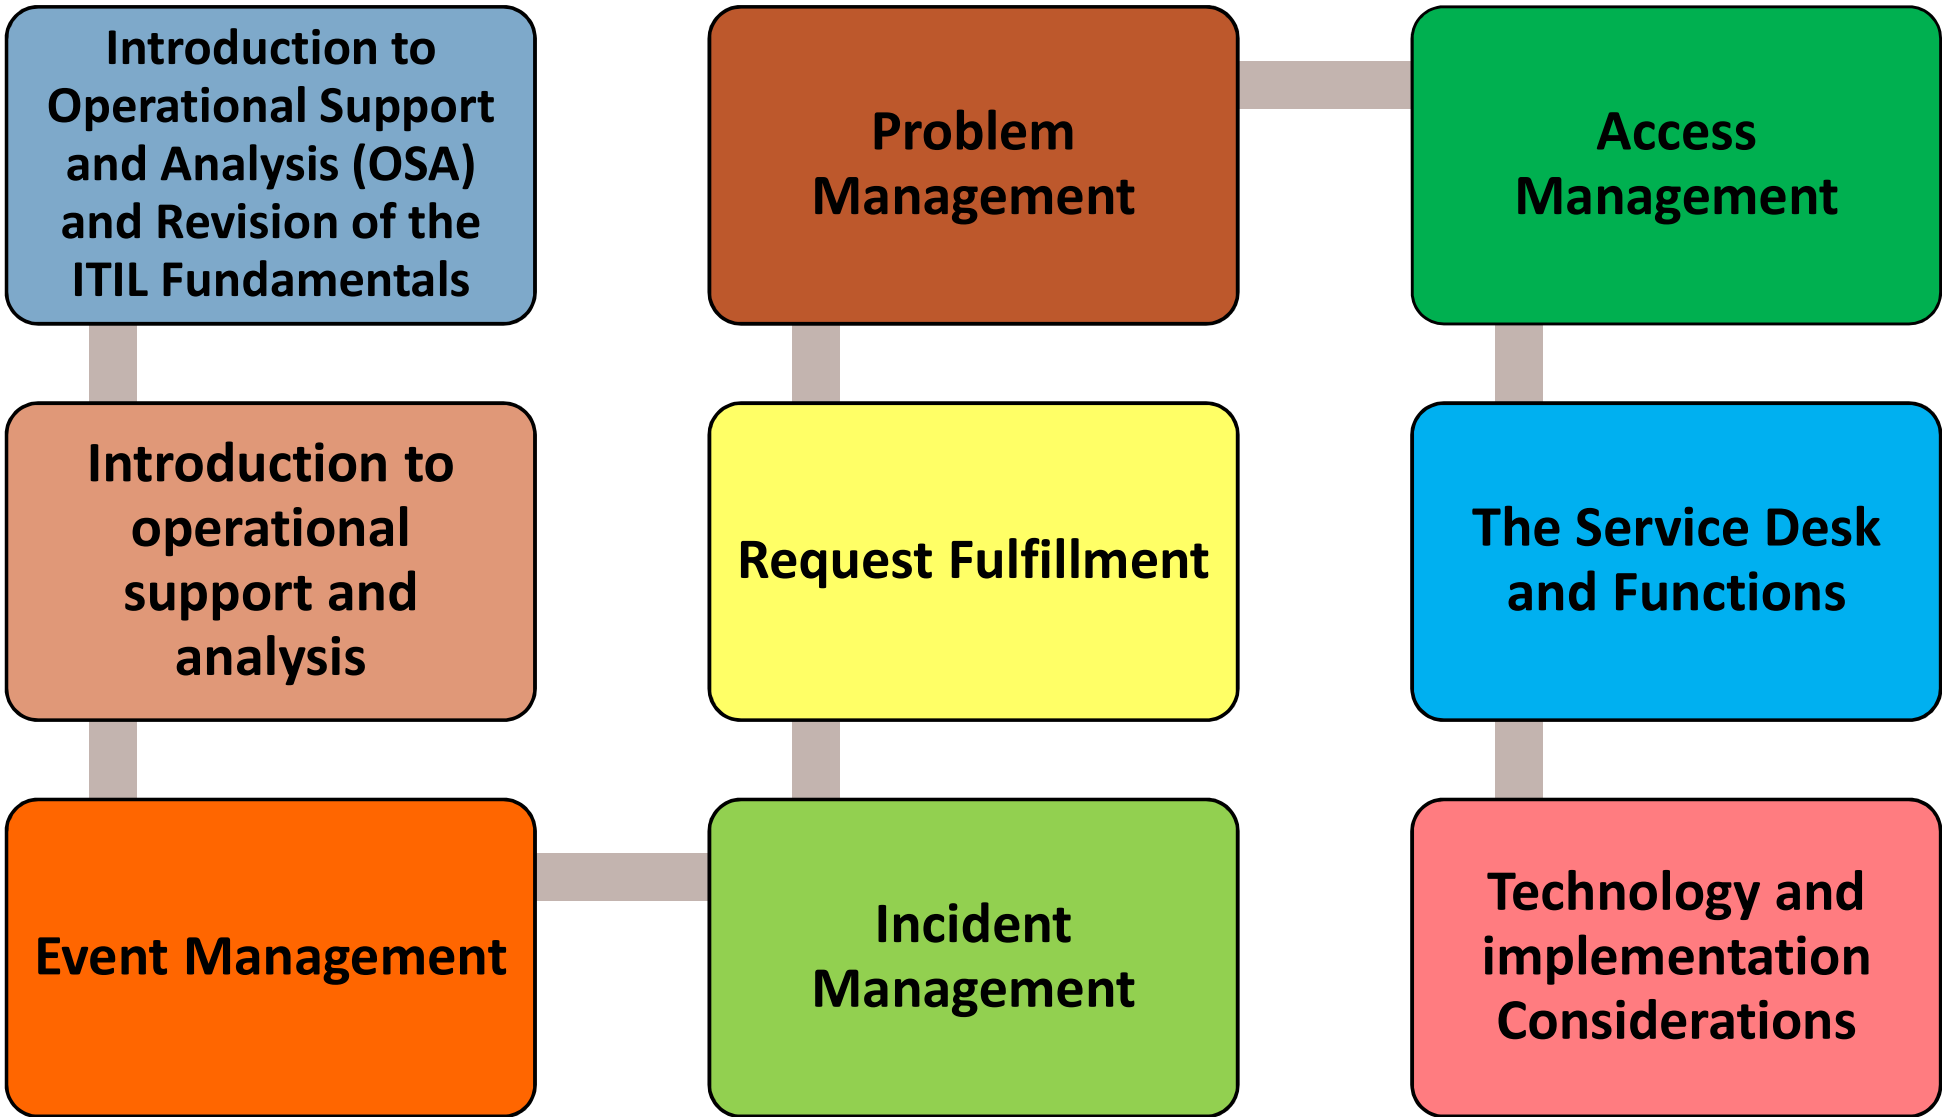 Introduction to
Operational Support
and Analysis (OSA)
and Revision of the
ITIL Fundamentals
Introduction to
operational
support and
analysis
Event Management
Incident
Management
Request Fulfillment
Problem
Management
Access
Management
The Service Desk
and Functions
Technology and
implementation
Considerations